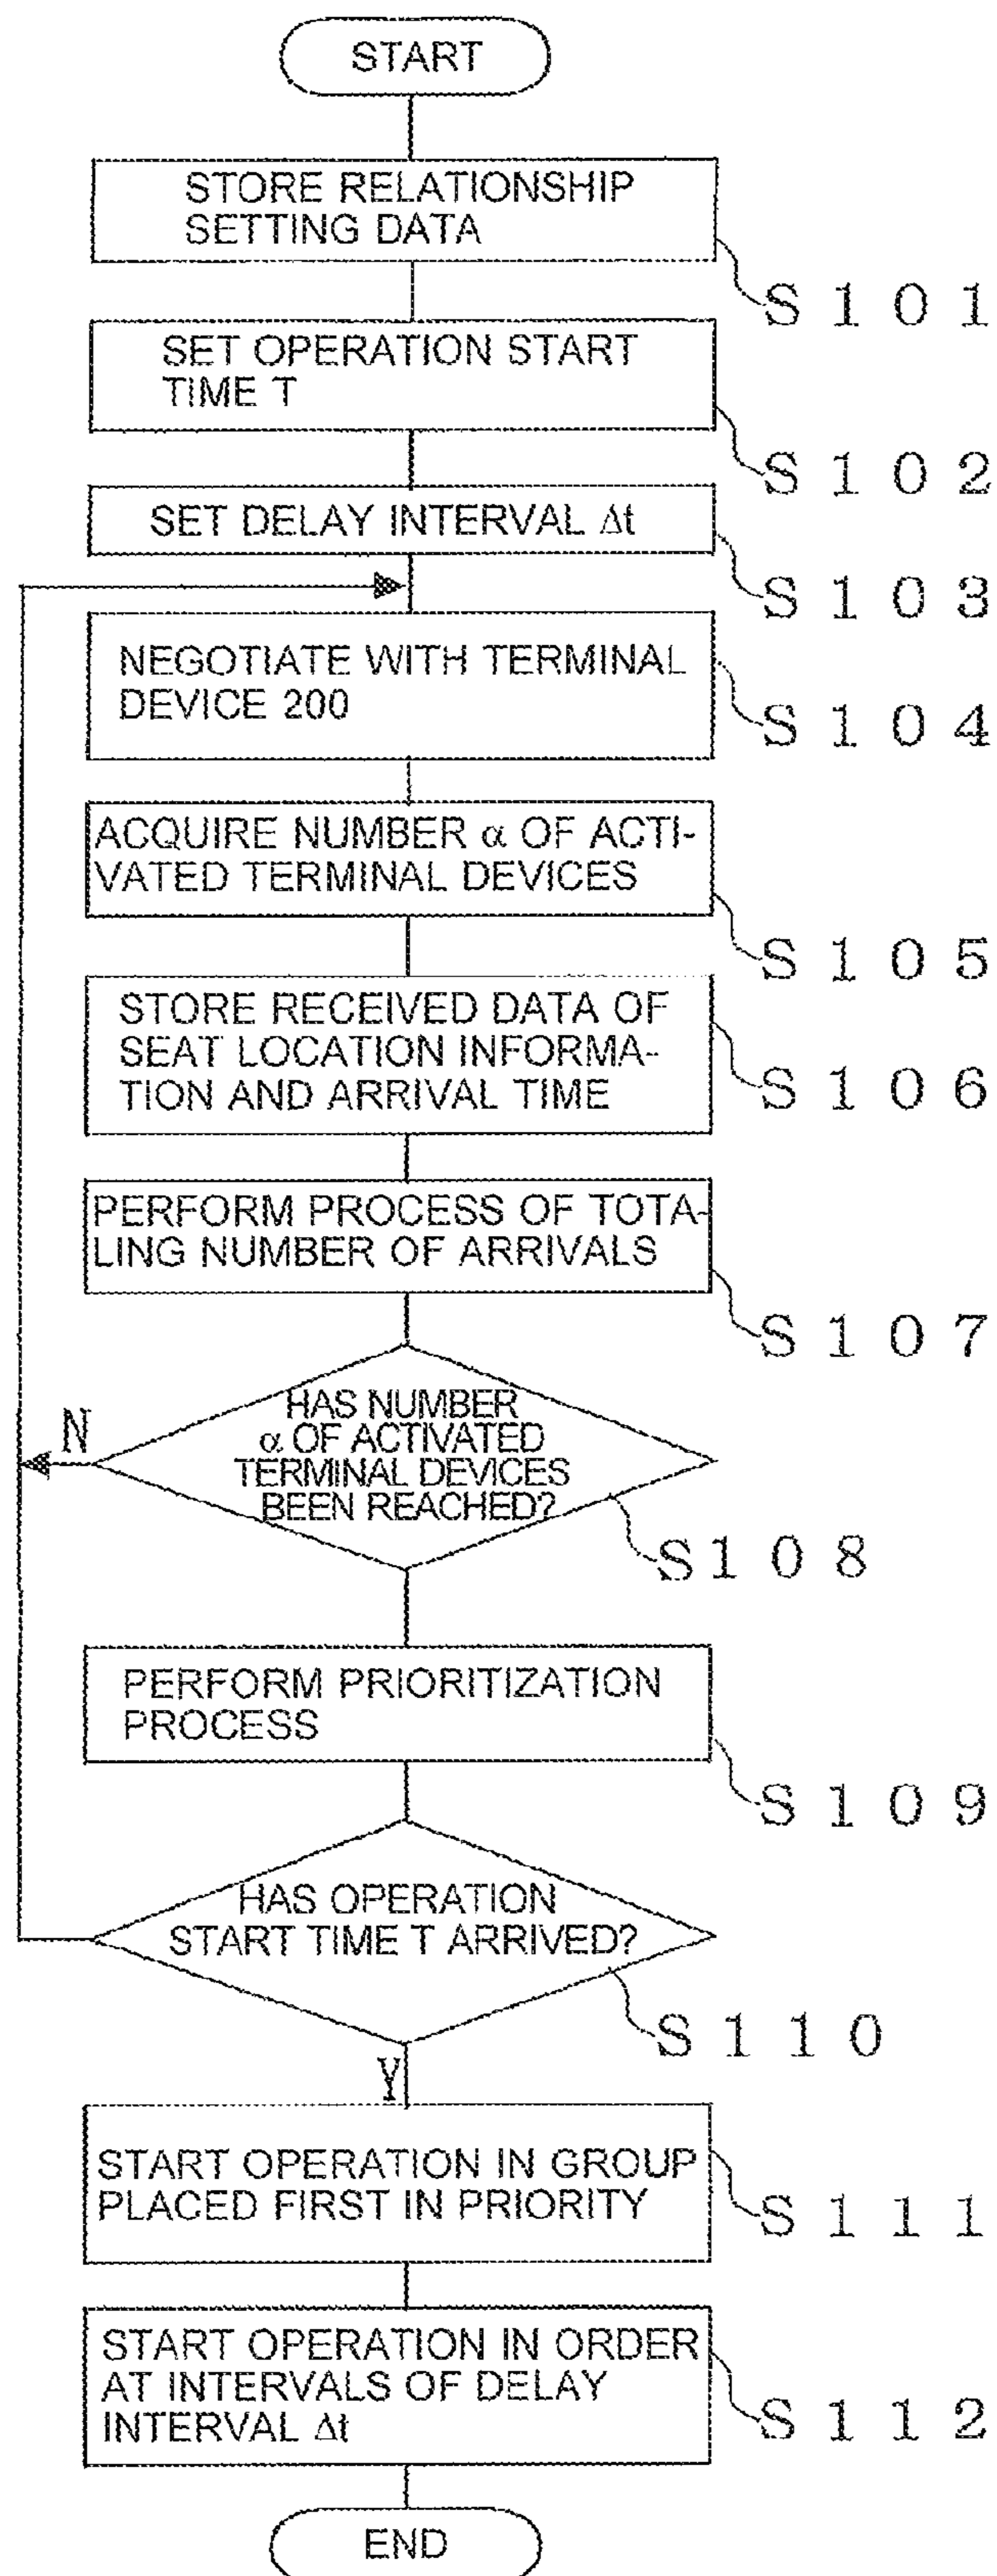 START
STORE RELATIONSHIP
SETTING DATA
S101
SET OPERATION START
TIME T
S102
SET DELAY INTERVAL Δt
S103
NEGOTIATE WITH TERMINAL
DEVICE 200
S104
ACQUIRE NUMBER α OF ACTI-
VATED TERMINAL DEVICES
S105
STORE RECEIVED DATA OF
SEAT LOCATION INFORMA-
TION AND ARRIVAL TIME
S106
PERFORM PROCESS OF TOTA-
LING NUMBER OF ARRIVALS
S107
HAS NUMBER
α OF ACTIVATED
TERMINAL DEVICES
BEEN REACHED?
N
S108
PERFORM PRIORITIZATION
PROCESS
S109
HAS OPERATION
START TIME T ARRIVED?
S110
Y
START OPERATION IN GROUP
PLACED FIRST IN PRIORITY
S111
START OPERATION IN ORDER
AT INTERVALS OF DELAY
INTERVAL Δt
S112
END